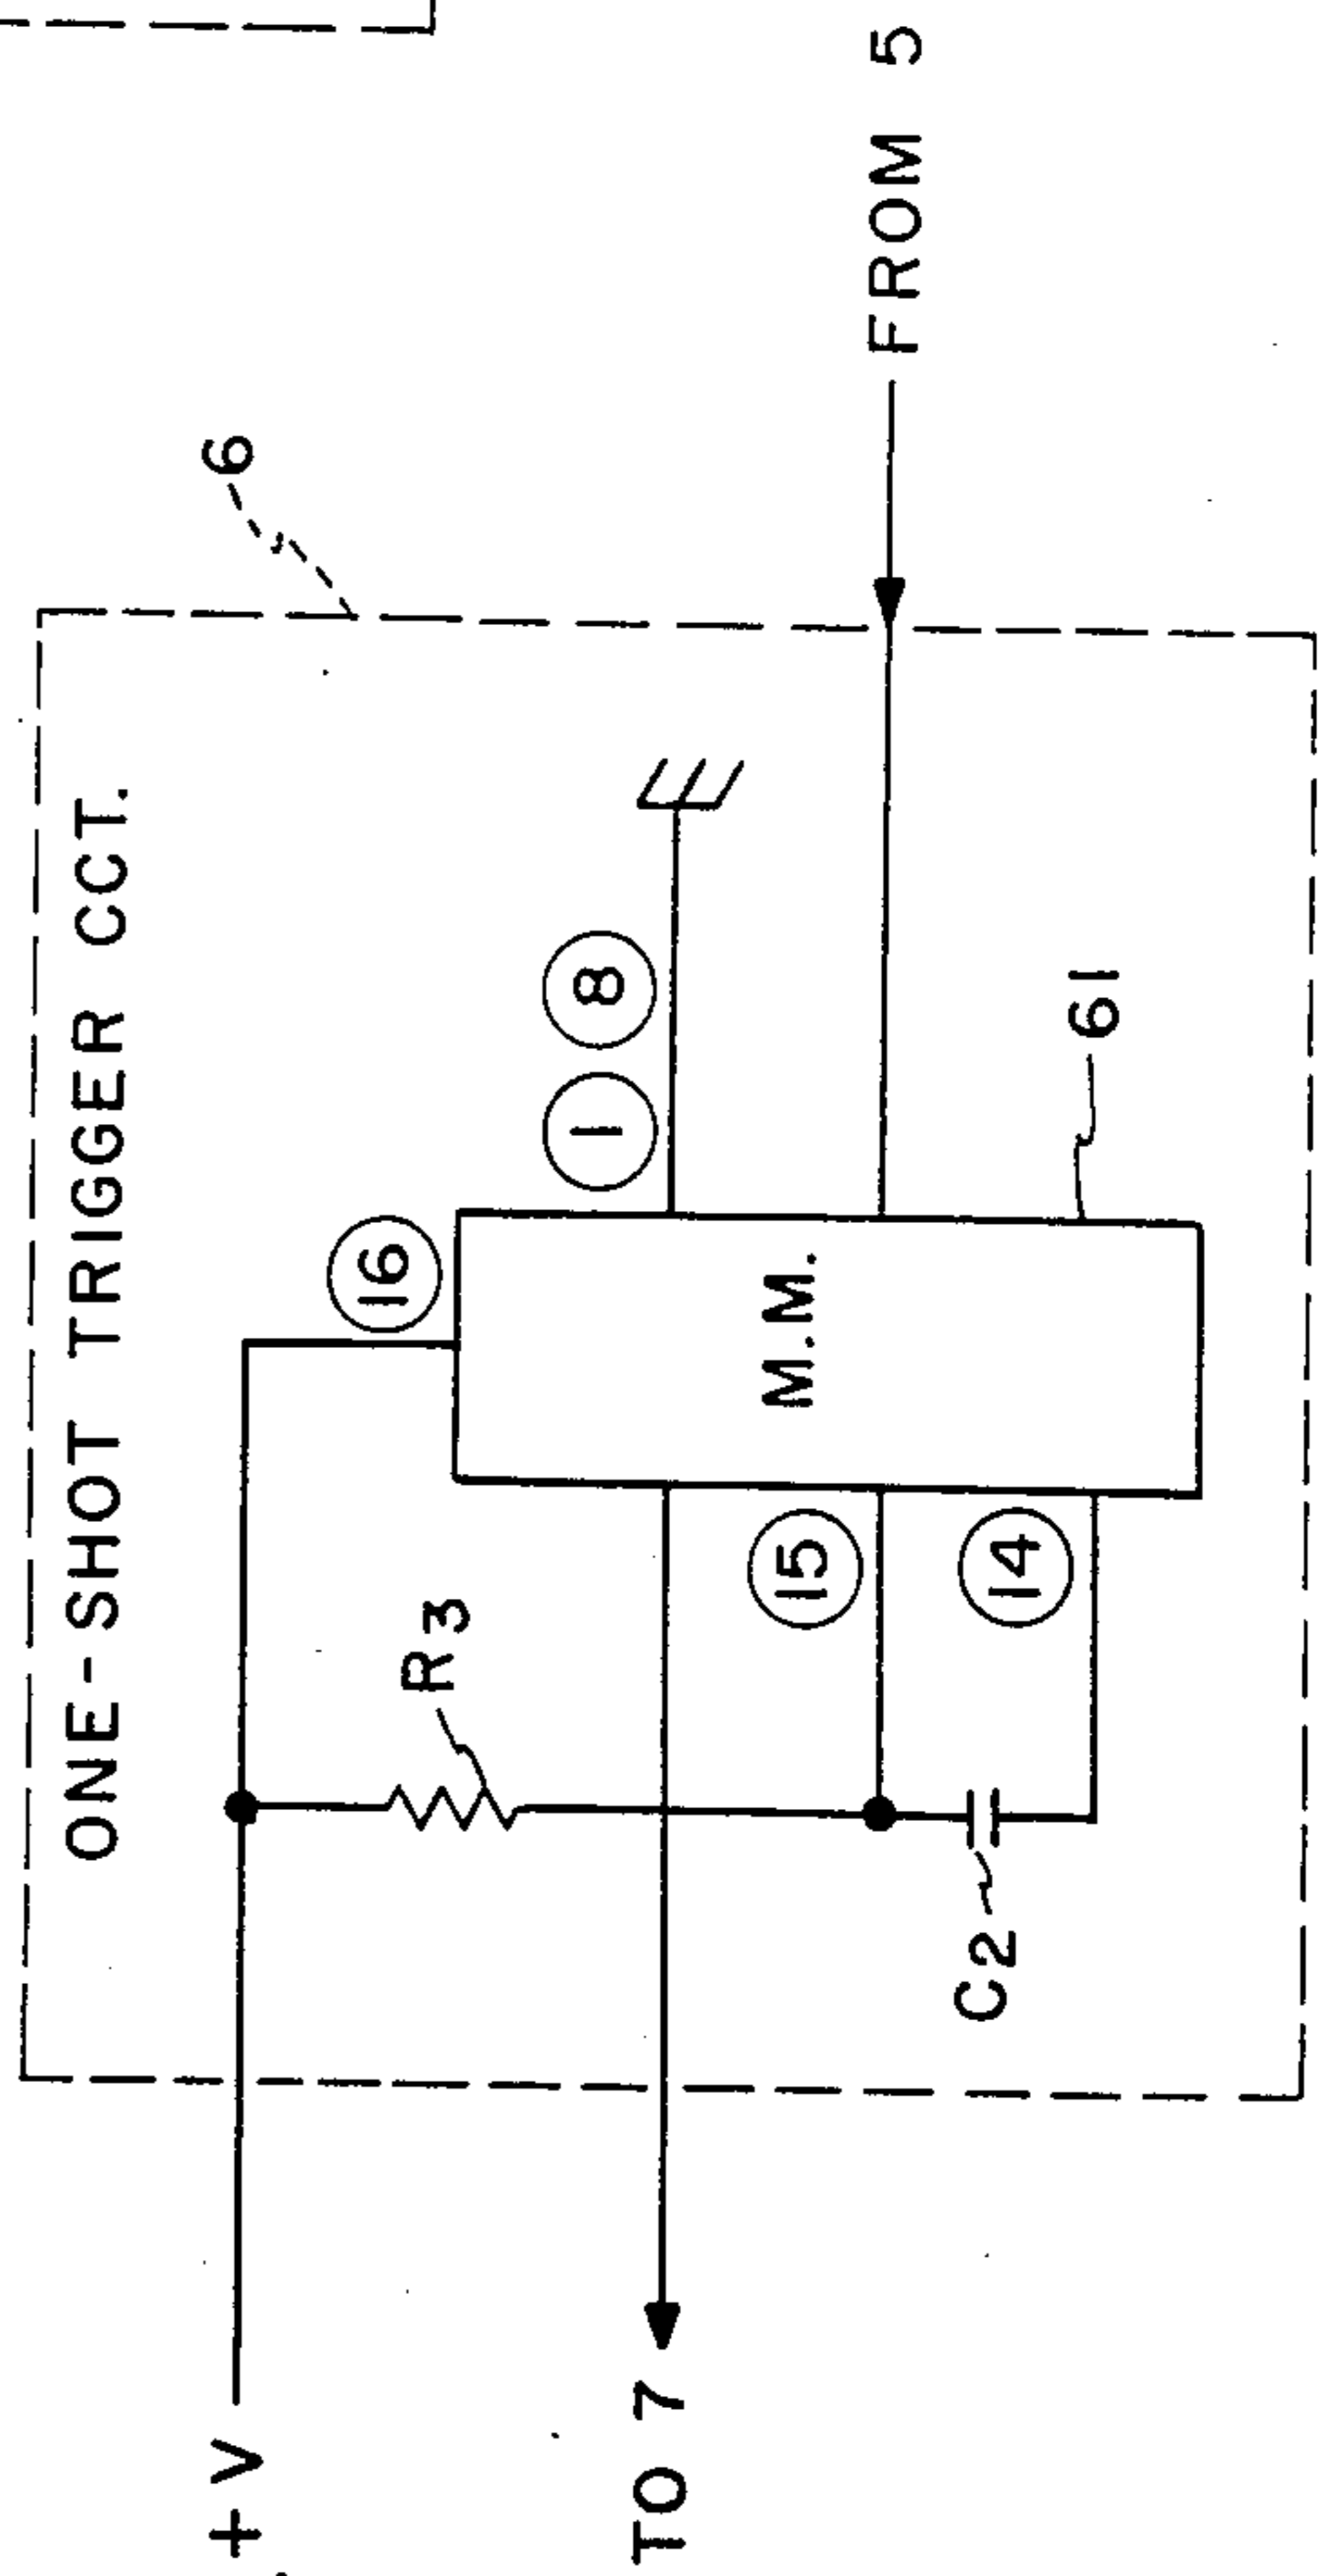 ONE-SHOT TRIGGER CCT.
6
+V
16
R3
1 8
TO 7
M.M.
15
FROM 5
14
C2
61